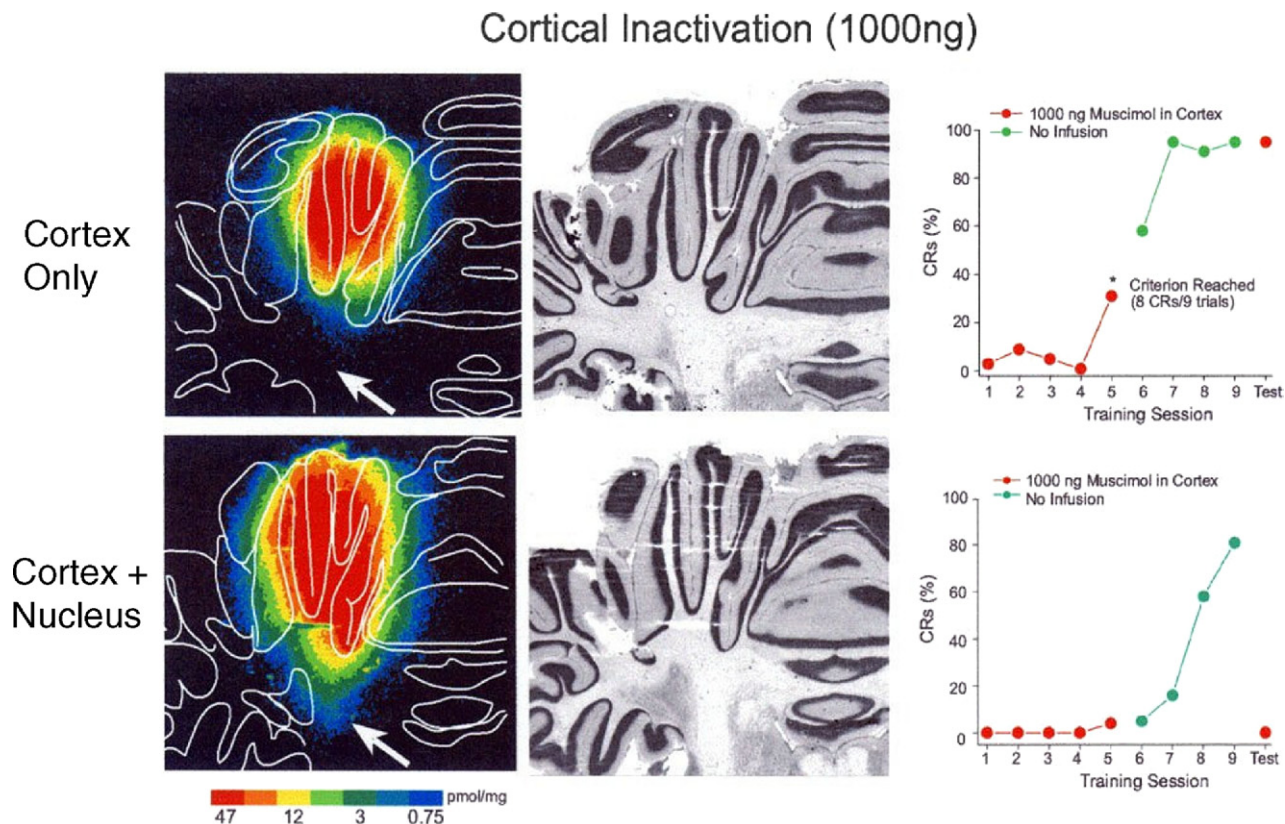 Cortical Inactivation (1000ng)
Cortex
Only
1000 ng Muscimol in Cortex
No Infusion
100
80
60
40
20
0
CRs (%)
*
Criterion Reached
(8 CRs/9 trials)
1 2 3 4 5 6 7 8 9 Test
Training Session
Cortex +
Nucleus
1000 ng Muscimol in Cortex
No Infusion
100
80
60
40
20
0
CRs (%)
1 2 3 4 5 6 7 8 9 Test
Training Session
47 12 3 0.75 pmol/mg